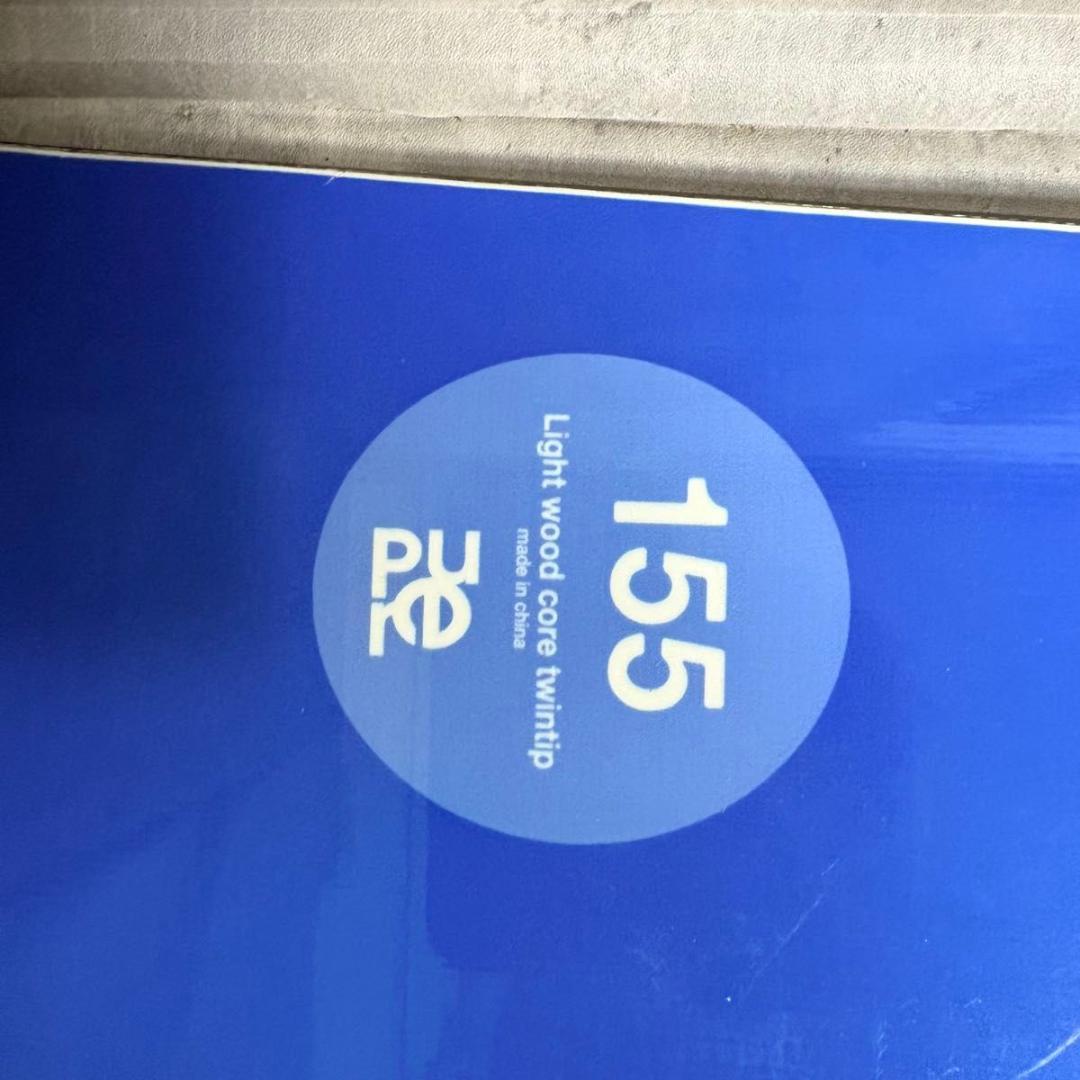 155
Light wood core twintip
made in china